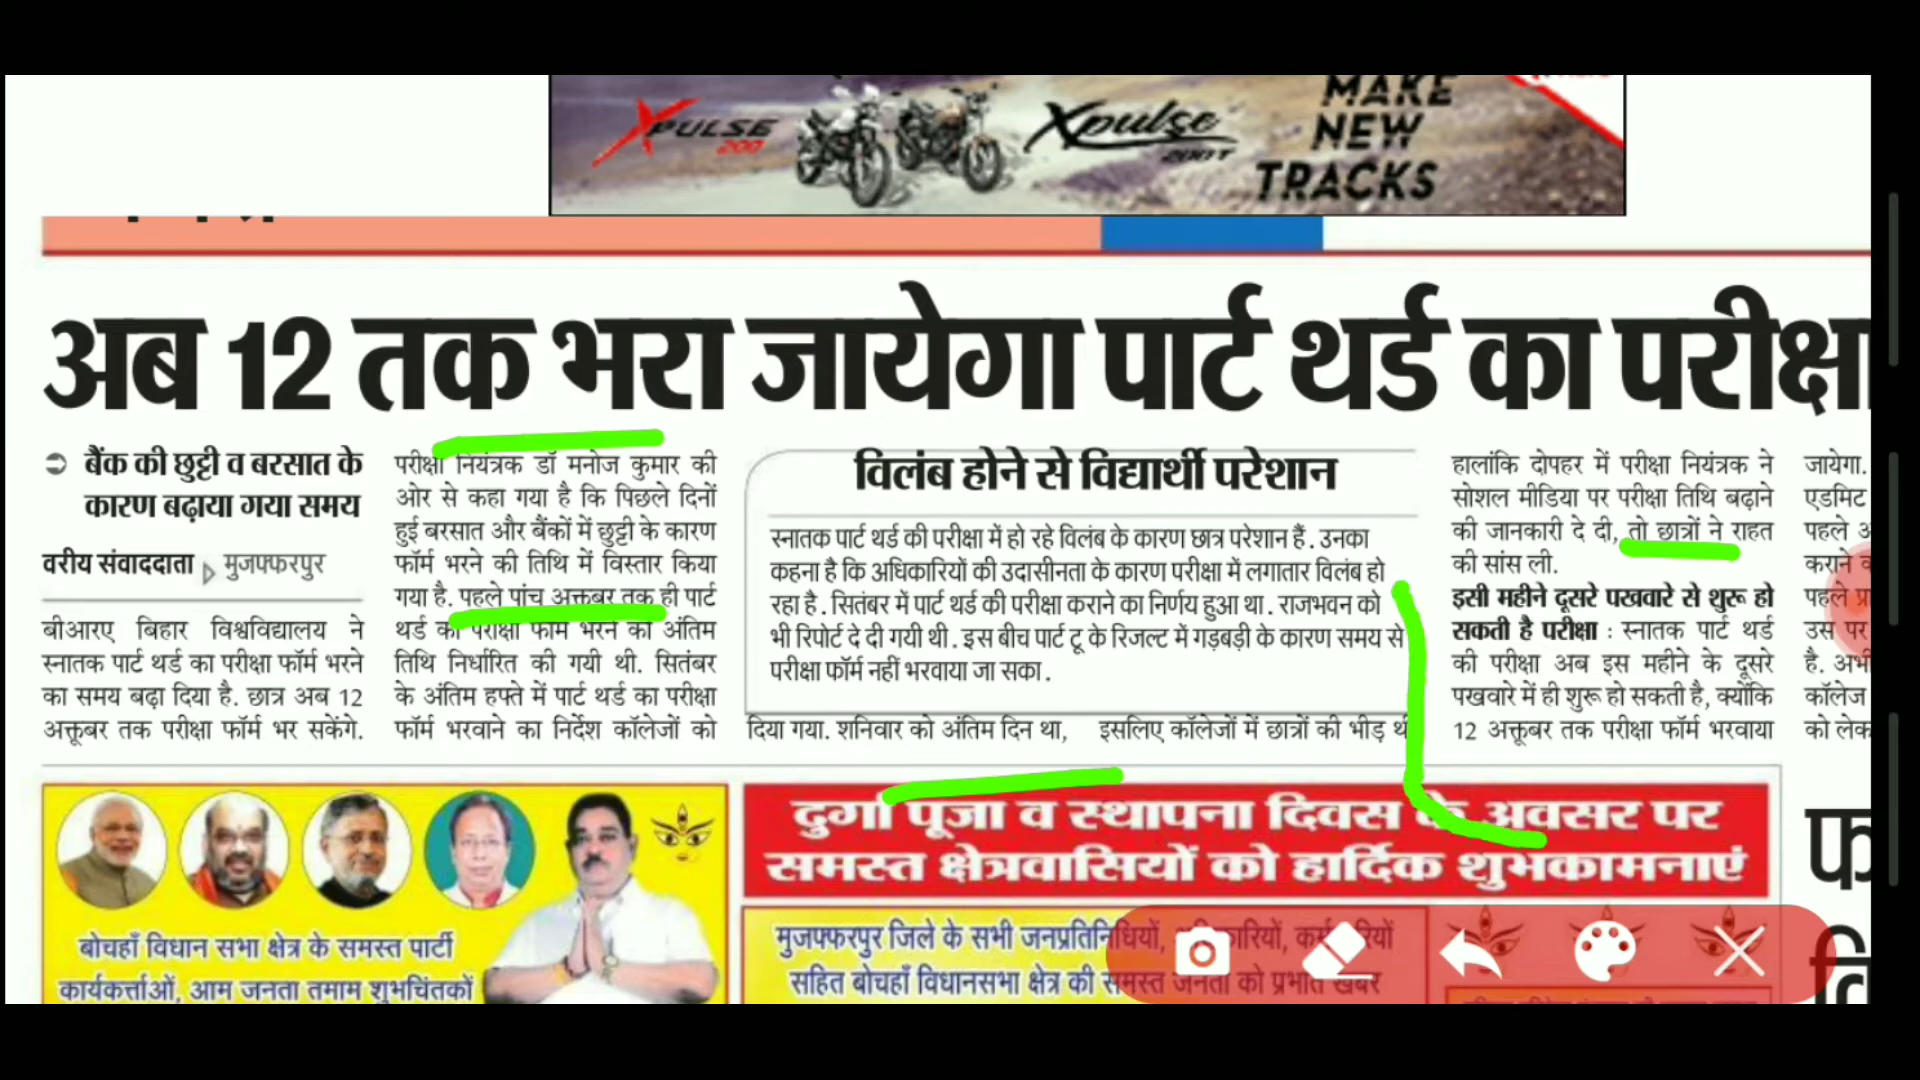 XPULSE
200
Xpulse
200T
MAKE
NEW
TRACKS
अब 12 तक भरा जायेगा पार्ट थर्ड का परीक्षा
बैंक की छुट्टी व बरसात के
कारण बढ़ाया गया समय
वरीय संवाददाता मुजफ्फरपुर
बीआरए बिहार विश्वविद्यालय ने
स्नातक पार्ट थर्ड का परीक्षा फॉर्म भरने
का समय बढ़ा दिया है. छात्र अब 12
अक्तूबर तक परीक्षा फॉर्म भर सकेंगे.
परीक्षा नियंत्रक डॉ मनोज कुमार की
ओर से कहा गया है कि पिछले दिनों
हुई बरसात और बैंकों में छुट्टी के कारण
फॉर्म भरने की तिथि में विस्तार किया
गया है. पहले पांच अक्तूबर तक ही पार्ट
थर्ड का परीक्षा फॉर्म भरने की अंतिम
तिथि निर्धारित की गयी थी. सितंबर
के अंतिम हफ्ते में पार्ट थर्ड का परीक्षा
फॉर्म भरवाने का निर्देश कॉलेजों को
विलंब होने से विद्यार्थी परेशान
स्नातक पार्ट थर्ड की परीक्षा में हो रहे विलंब के कारण छात्र परेशान हैं. उनका
कहना है कि अधिकारियों की उदासीनता के कारण परीक्षा में लगातार विलंब हो
रहा है. सितंबर में पार्ट थर्ड की परीक्षा कराने का निर्णय हुआ था. राजभवन को
भी रिपोर्ट दे दी गयी थी. इस बीच पार्ट टू के रिजल्ट में गड़बड़ी के कारण समय से
परीक्षा फॉर्म नहीं भरवाया जा सका.
दिया गया. शनिवार को अंतिम दिन था,
इसलिए कॉलेजों में छात्रों की भीड़ थी
हालांकि दोपहर में परीक्षा नियंत्रक ने
सोशल मीडिया पर परीक्षा तिथि बढ़ाने
की जानकारी दे दी, तो छात्रों ने राहत
की सांस ली.
इसी महीने दूसरे पखवारे से शुरू हो
सकती है परीक्षा : स्नातक पार्ट थर्ड
की परीक्षा अब इस महीने के दूसरे
पखवारे में ही शुरू हो सकती है, क्योंकि
12 अक्तूबर तक परीक्षा फॉर्म भरवाया
जायेगा.
एडमिट
पहले
कराने
पहले
उस पर
है. अभी
कॉलेज
को लेक
बोचहाँ विधान सभा क्षेत्र के समस्त पार्टी
कार्यकर्त्ताओं, आम जनता तमाम शुभचिंतकों
दुर्गा पूजा व स्थापना दिवस के अवसर पर
समस्त क्षेत्रवासियों को हार्दिक शुभकामनाएं
मुजफ्फरपुर जिले के सभी जनप्रतिनिधियों,
सहित बोचहाँ विधानसभा क्षेत्र की समस्त जनता को प्रभात खबर